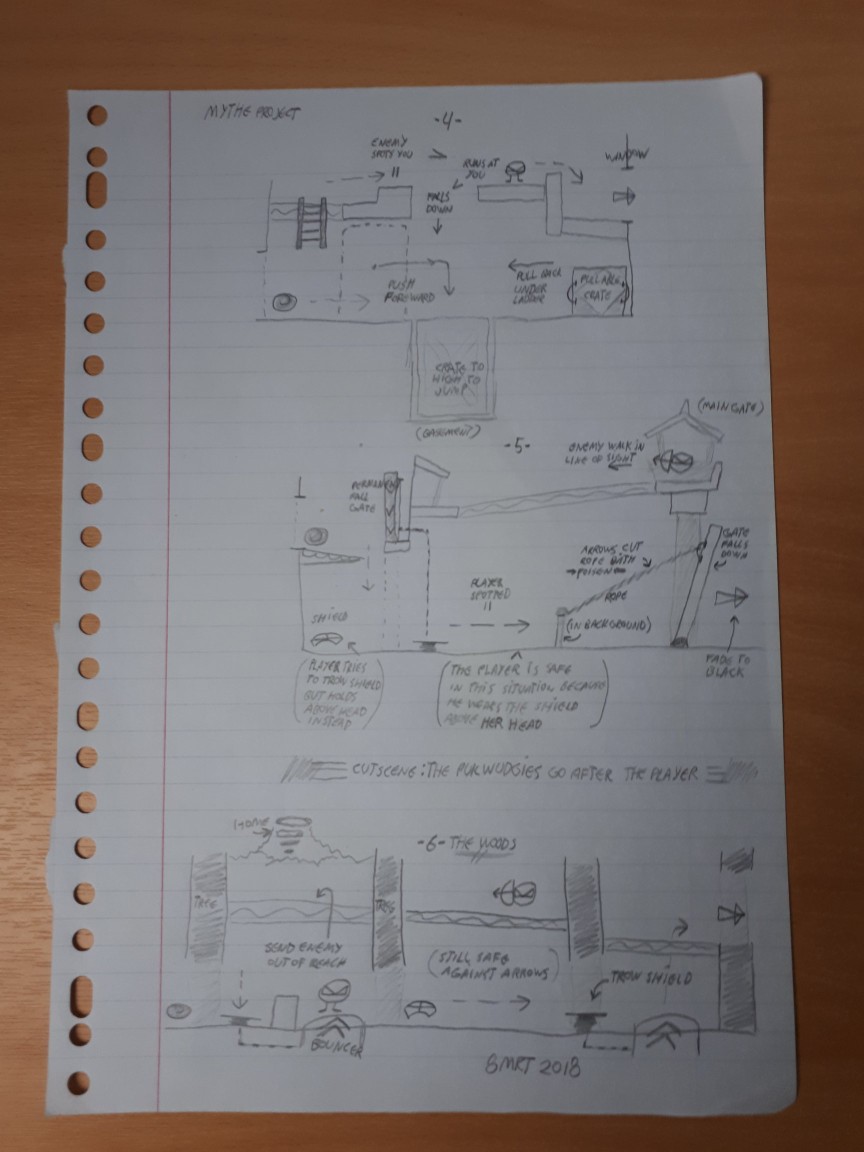 MYTHE PROJECT
-4-
ENEMY
SPOTS YOU
RUNS AT
YOU
WINDOW
FALLS
DOWN
PUSH
FOREWARD
PULL BACK
UNDER
LADDER
PULLABLE
CRATE
CRATE TO
HIGH TO
JUMP
(BASEMENT)
-5-
(MAIN GATE)
ENEMY WALK IN
LINE OF SIGHT
PERMANENT
FALL
GATE
GATE
FALLS
DOWN
ARROWS CUT
ROPE WITH
POISON
ROPE
PLAYER
SPOTTED
!!
SHIELD
(IN BACKGROUND)
FADE TO
BLACK
(PLAYER TRIES
TO TROW SHIELD
BUT HOLDS
ABOVE HEAD
INSTEAD)
(THE PLAYER IS SAFE
IN THIS SITUATION BECAUSE
HE WEARS THE SHIELD
ABOVE HER HEAD)
CUTSCENE: THE PUKWUDGIES GO AFTER THE PLAYER
HOME
-6- THE WOODS
TREE
TREE
SEND ENEMY
OUT OF REACH
(STILL SAFE
AGAINST ARROWS)
TROW SHIELD
BOUNCER
8 MRT 2018